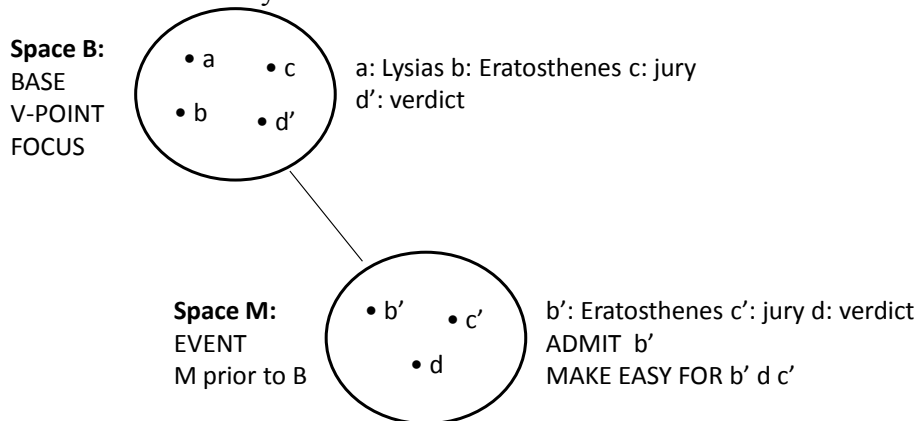 Space B:
BASE
V-POINT
FOCUS
• a
• c
• b
• d’
a: Lysias b: Eratosthenes c: jury
d’: verdict
Space M:
EVENT
M prior to B
• b’
• c’
• d
b’: Eratosthenes c’: jury d: verdict
ADMIT b’
MAKE EASY FOR b’ d c’